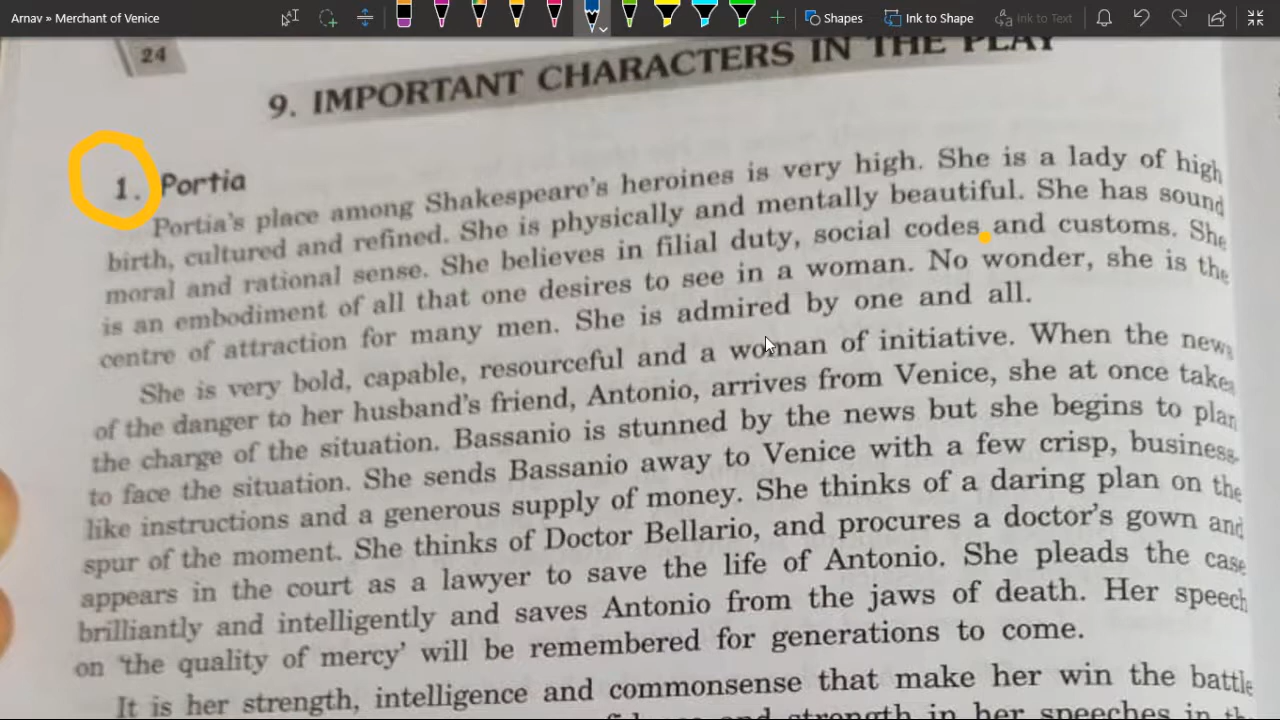 Arnav » Merchant of Venice
Shapes
Ink to Shape
Ink to Text
24
9. IMPORTANT CHARACTERS IN THE PLAY
1. Portia
Portia's place among Shakespeare's heroines is very high. She is a lady of high
birth, cultured and refined. She is physically and mentally beautiful. She has sound
moral and rational sense. She believes in filial duty, social codes and customs. She
is an embodiment of all that one desires to see in a woman. No wonder, she is the
centre of attraction for many men. She is admired by one and all.
She is very bold, capable, resourceful and a woman of initiative. When the news
of the danger to her husband's friend, Antonio, arrives from Venice, she at once takes
the charge of the situation. Bassanio is stunned by the news but she begins to plan
to face the situation. She sends Bassanio away to Venice with a few crisp, business-
like instructions and a generous supply of money. She thinks of a daring plan on the
spur of the moment. She thinks of Doctor Bellario, and procures a doctor's gown and
appears in the court as a lawyer to save the life of Antonio. She pleads the case
brilliantly and intelligently and saves Antonio from the jaws of death. Her speech
on 'the quality of mercy' will be remembered for generations to come.
It is her strength, intelligence and commonsense that make her win the battle
and strength in her speeches in